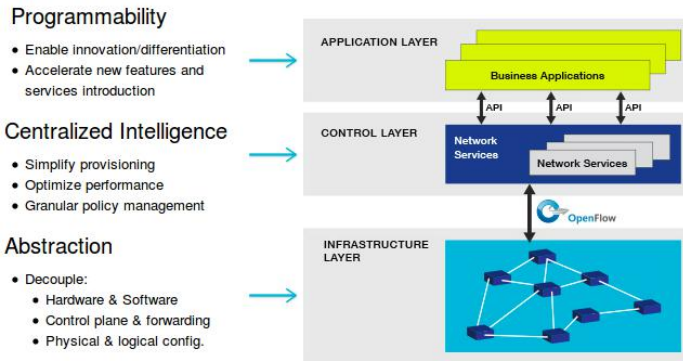 Programmability
• Enable innovation/differentiation
• Accelerate new features and
services introduction
APPLICATION LAYER
Business Applications
API
API
API
Centralized Intelligence
• Simplify provisioning
• Optimize performance
• Granular policy management
CONTROL LAYER
Network
Services
Network Services
OpenFlow
Abstraction
• Decouple:
• Hardware & Software
• Control plane & forwarding
• Physical & logical config.
INFRASTRUCTURE
LAYER